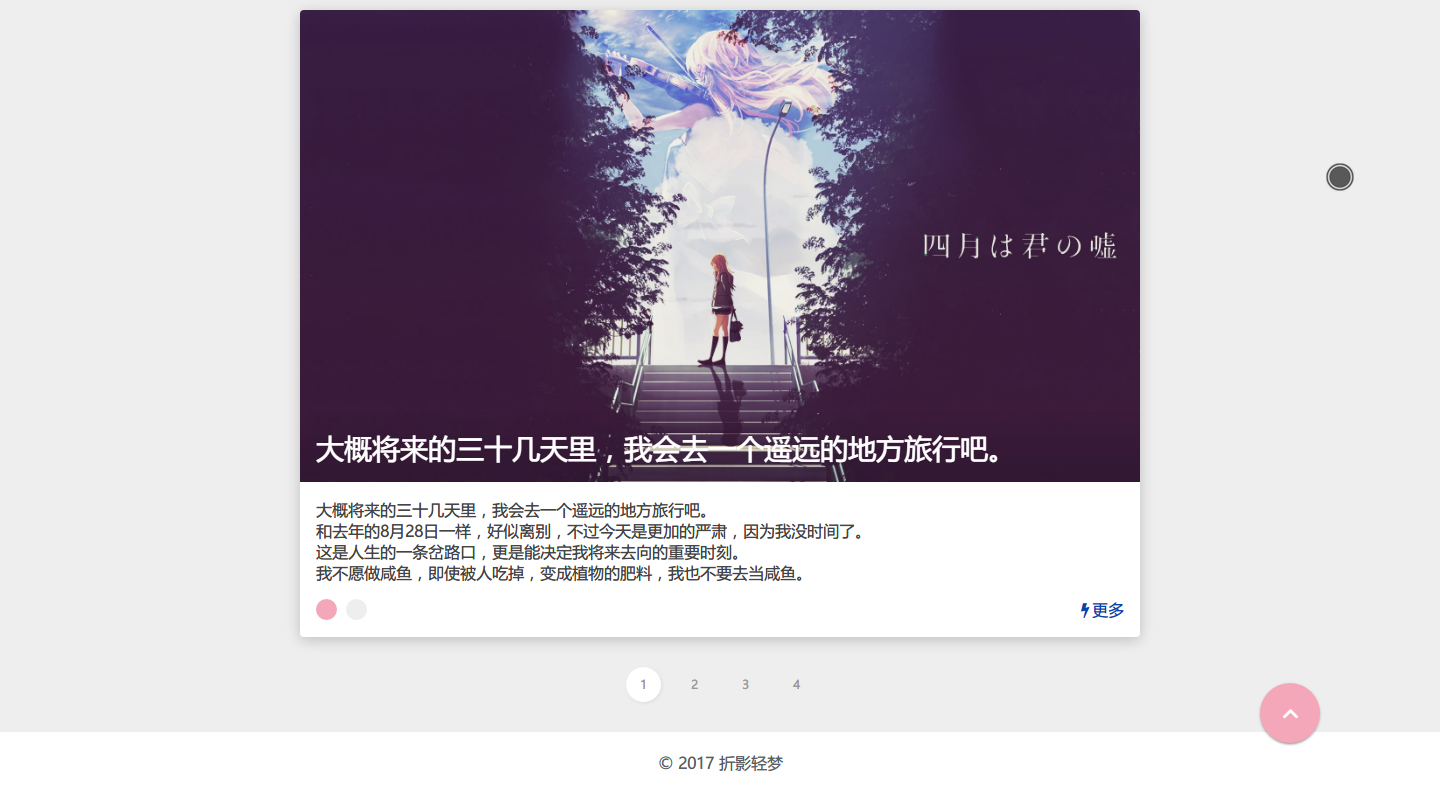 四月は君の嘘
大概将来的三十几天里，我会去一个遥远的地方旅行吧。
大概将来的三十几天里，我会去一个遥远的地方旅行吧。
和去年的8月28日一样，好似离别，不过今天是更加的严肃，因为我没时间了。
这是人生的一条岔路口，更是能决定我将来去向的重要时刻。
我不愿做咸鱼，即使被人吃掉，变成植物的肥料，我也不要去当咸鱼。
更多
1 2 3 4
© 2017 折影轻梦